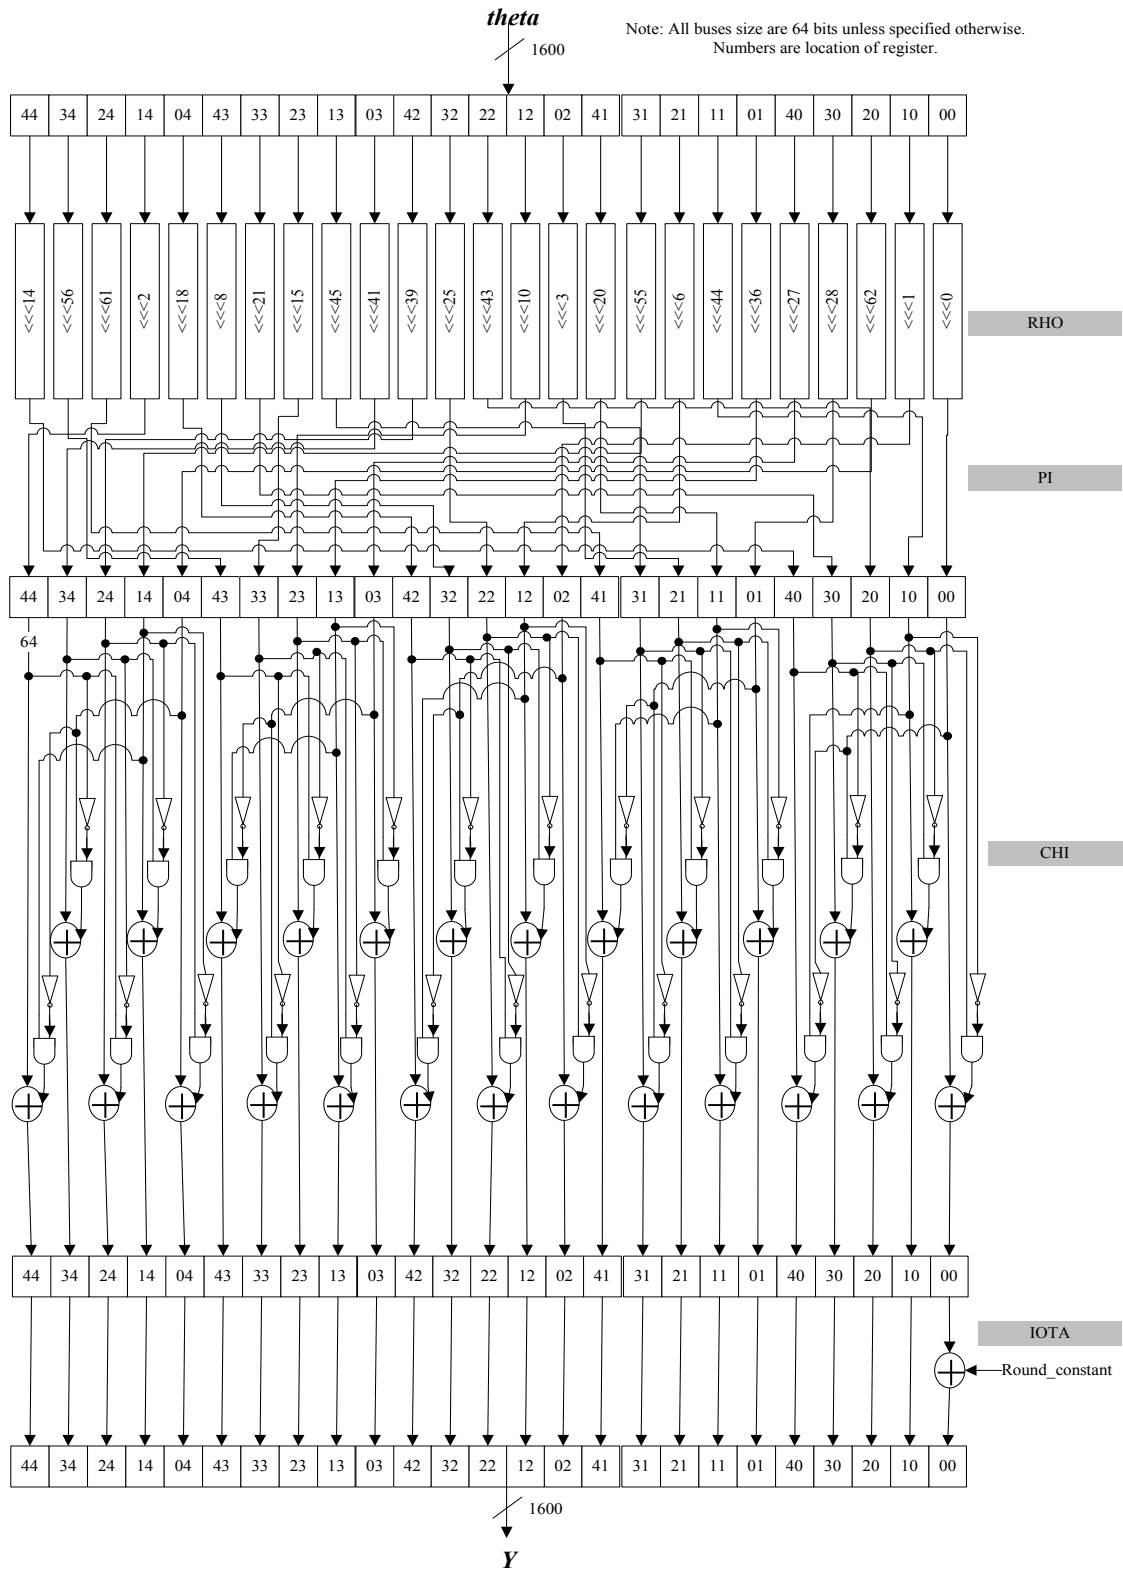 theta
Note: All buses size are 64 bits unless specified otherwise.
Numbers are location of register.
1600
44 34 24 14 04 43 33 23 13 03 42 32 22 12 02 41 31 21 11 01 40 30 20 10 00
<<<14 <<<56 <<<61 <<<2 <<<18 <<<8 <<<21 <<<15 <<<45 <<<41 <<<39 <<<25 <<<43 <<<10 <<<3 <<<20 <<<55 <<<6 <<<44 <<<36 <<<27 <<<28 <<<62 <<<1 <<<0
RHO
PI
44 34 24 14 04 43 33 23 13 03 42 32 22 12 02 41 31 21 11 01 40 30 20 10 00
64
CHI
44 34 24 14 04 43 33 23 13 03 42 32 22 12 02 41 31 21 11 01 40 30 20 10 00
IOTA
Round_constant
44 34 24 14 04 43 33 23 13 03 42 32 22 12 02 41 31 21 11 01 40 30 20 10 00
1600
Y